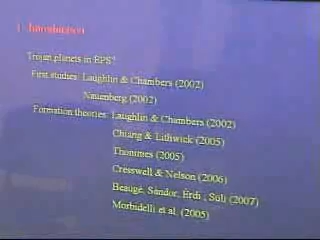 1 Introduction
Trojan planets in EPS?
First studies: Laughlin & Chambers (2002)
Nauenberg (2002)
Formation theories: Laughlin & Chambers (2002)
Chiang & Lithwick (2005)
Thommes (2005)
Cresswell & Nelson (2006)
Beaugé, Sándor, Érdi, Süli (2007)
Morbidelli et al. (2005)